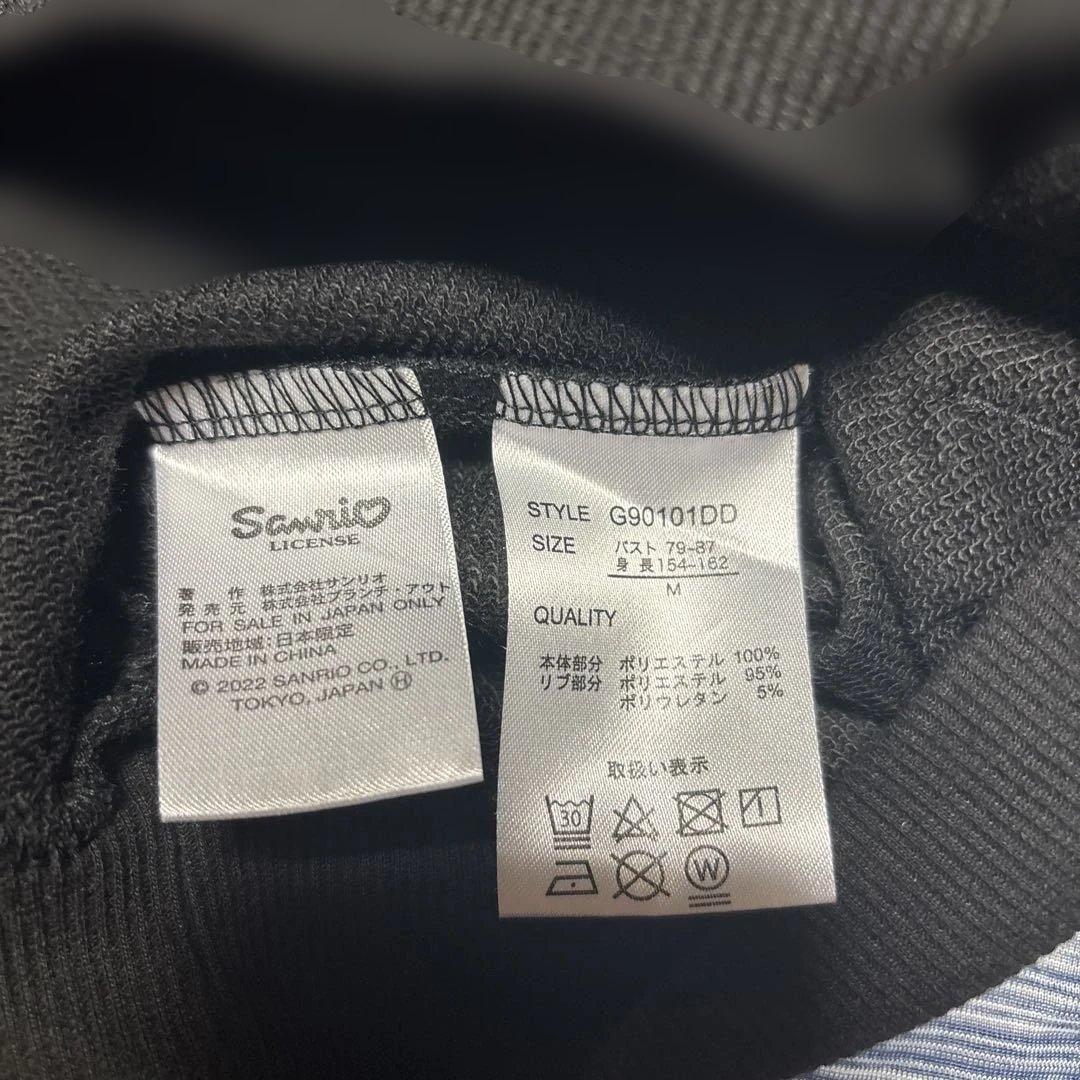 Sanrio
LICENSE
著 作 株式会社サンリオ
発売元 株式会社ブランデ・アウト
FOR SALE IN JAPAN ONLY
販売地域・日本限定
MADE IN CHINA
© 2022 SANRIO CO., LTD.
TOKYO, JAPAN Ⓗ
STYLE G90101DD
SIZE バスト 79-87
身 長 154-162
M
QUALITY
本体部分 ポリエステル 100%
リブ部分 ポリエステル 95%
ポリウレタン 5%
取扱い表示
30
W